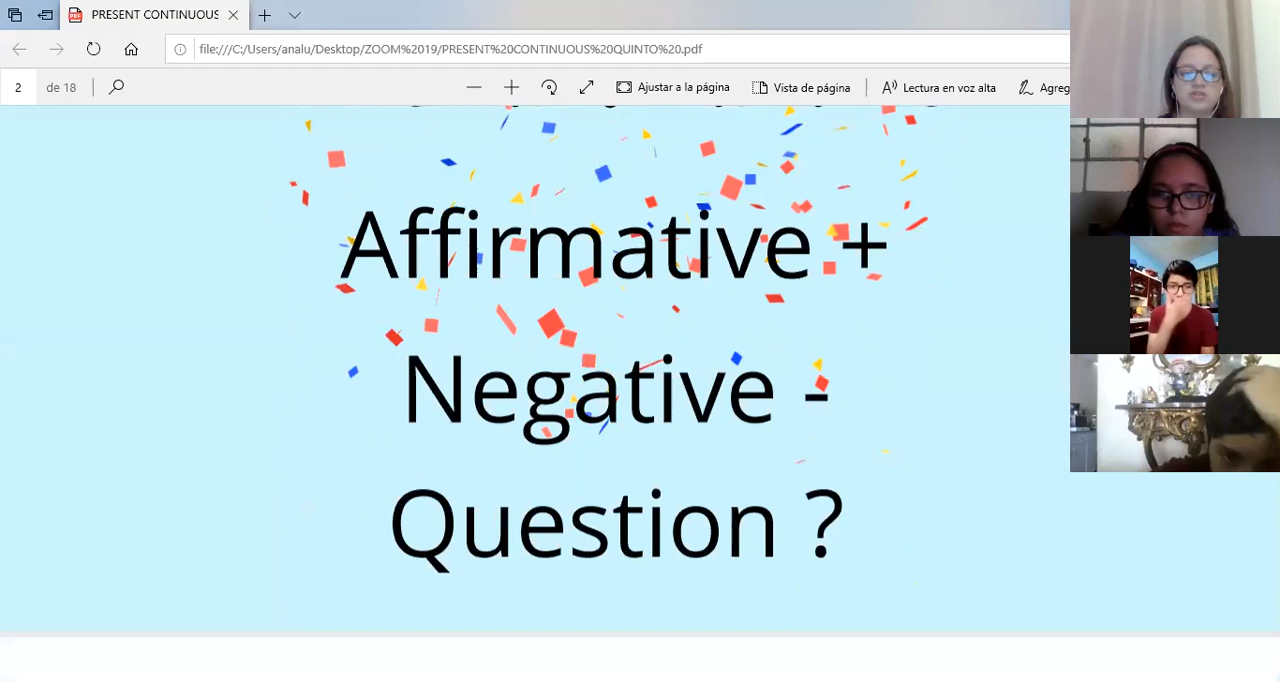 PRESENT CONTINUOUS
file:///C:/Users/analu/Desktop/ZOOM%2019/PRESENT%20CONTINUOUS%20QUINTO%20.pdf
2 de 18 Ajustar a la página Vista de página Lectura en voz alta Agreg
Affirmative +
Negative -
Question ?